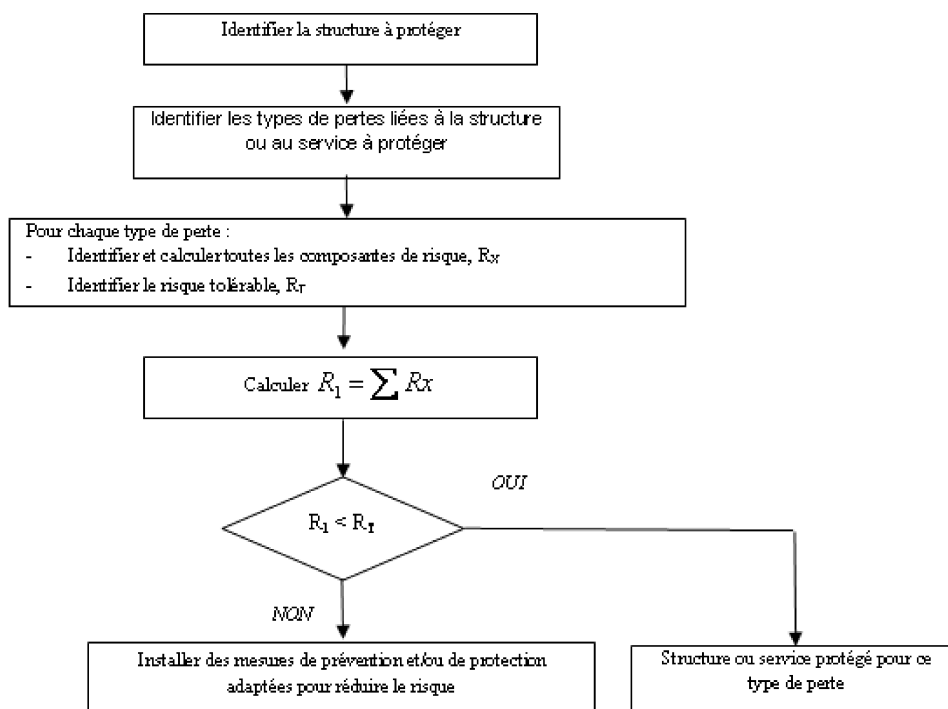 Identifier la structure à protéger
Identifier les types de pertes liées à la structure
ou au service à protéger
Pour chaque type de perte :
- Identifier et calculer toutes les composantes de risque, RX
- Identifier le risque tolérable, RT
Calculer R1 = ∑ Rx
OUI
R1 < RT
NON
Installer des mesures de prévention et/ou de protection
adaptées pour réduire le risque
Structure ou service protégé pour ce
type de perte